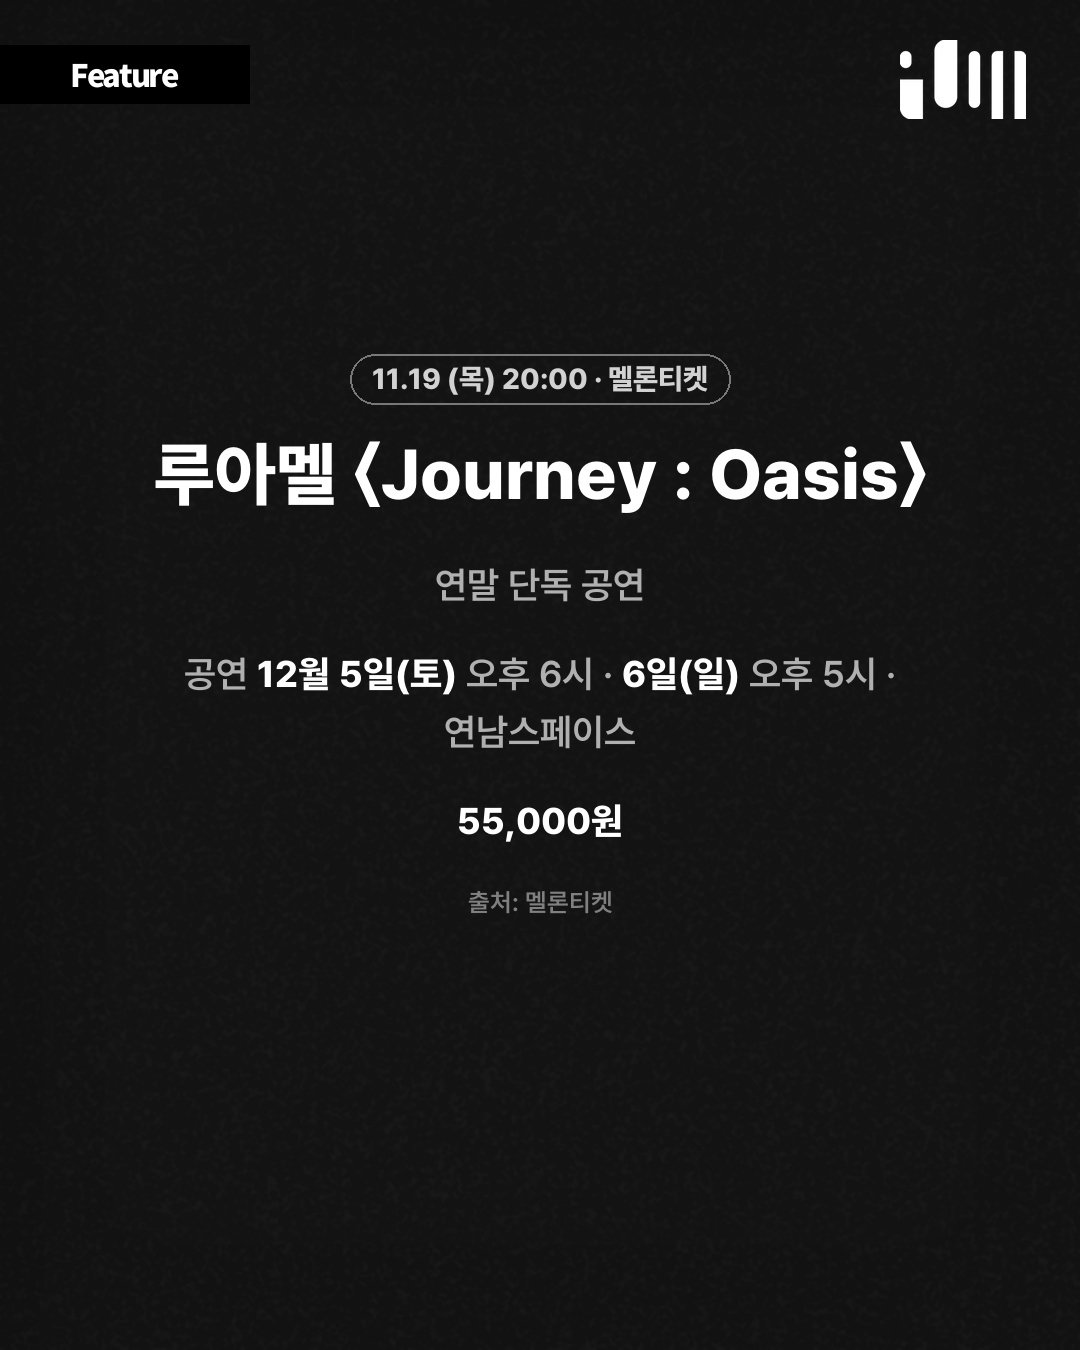 Feature
11.19 (목) 20:00 · 멜론티켓
루아멜 〈Journey : Oasis〉
연말 단독 공연
공연 12월 5일(토) 오후 6시 · 6일(일) 오후 5시 ·
연남스페이스
55,000원
출처: 멜론티켓